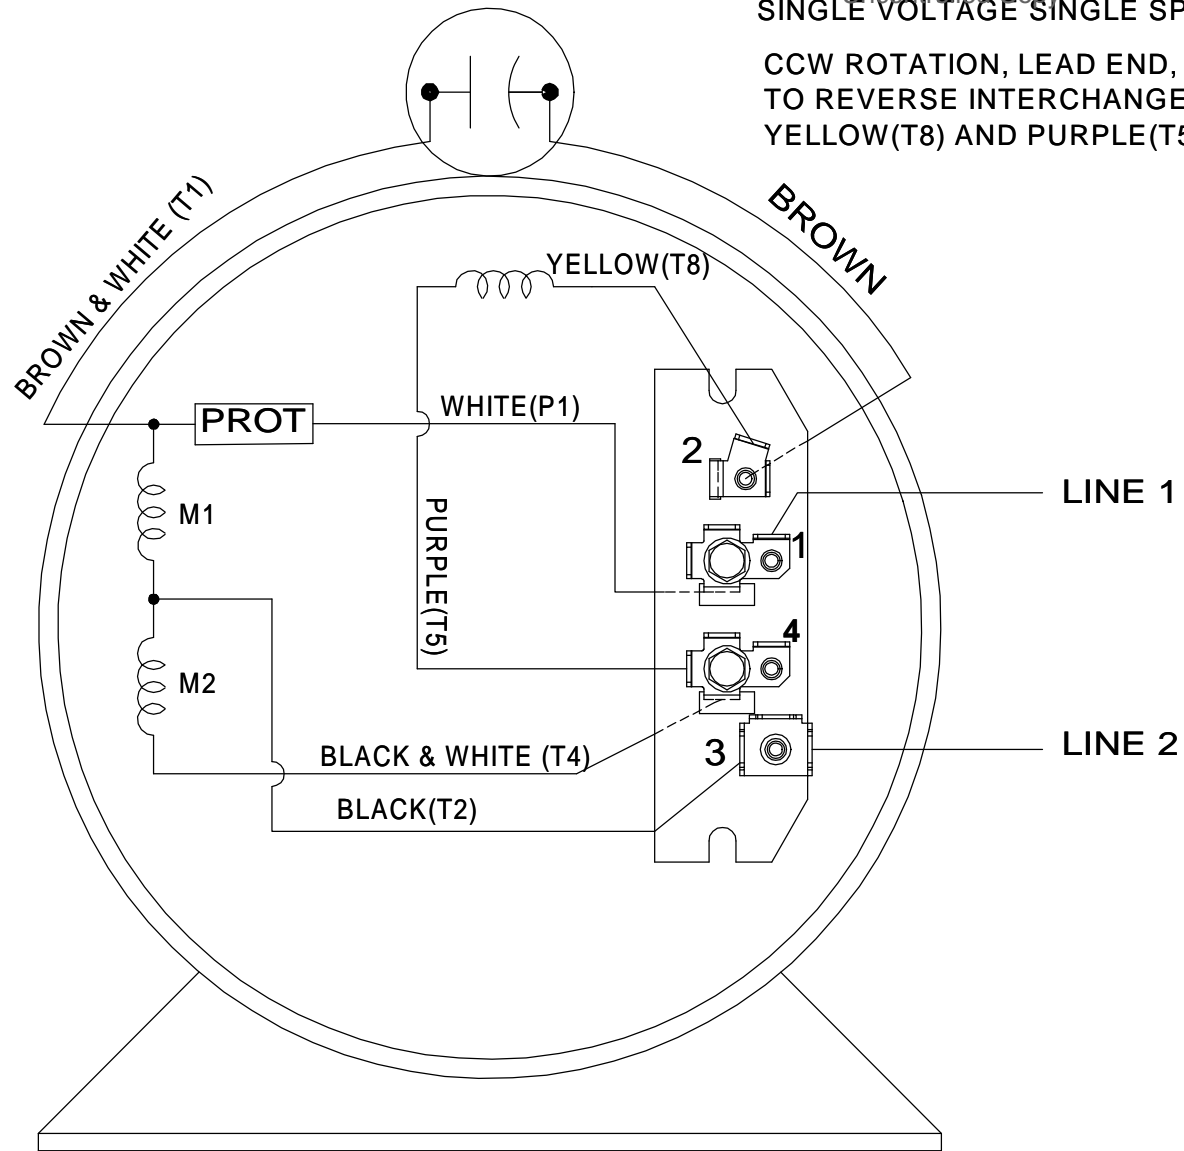 SINGLE VOLTAGE SINGLE SP
CCW ROTATION, LEAD END,
TO REVERSE INTERCHANGE
YELLOW(T8) AND PURPLE(T5
BROWN & WHITE (T1)
BROWN
YELLOW(T8)
PROT
WHITE(P1)
2
LINE 1
M1
PURPLE(T5)
1
4
M2
BLACK & WHITE (T4)
3
LINE 2
BLACK(T2)